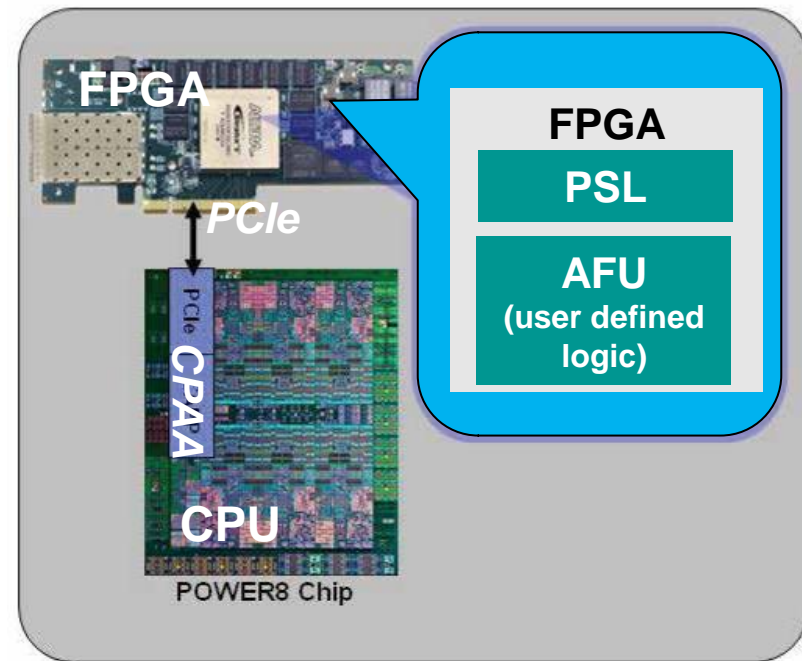 FPGA
PCIe
PCIe
CPAA
CPU
POWER8 Chip
FPGA
PSL
AFU
(user defined
logic)